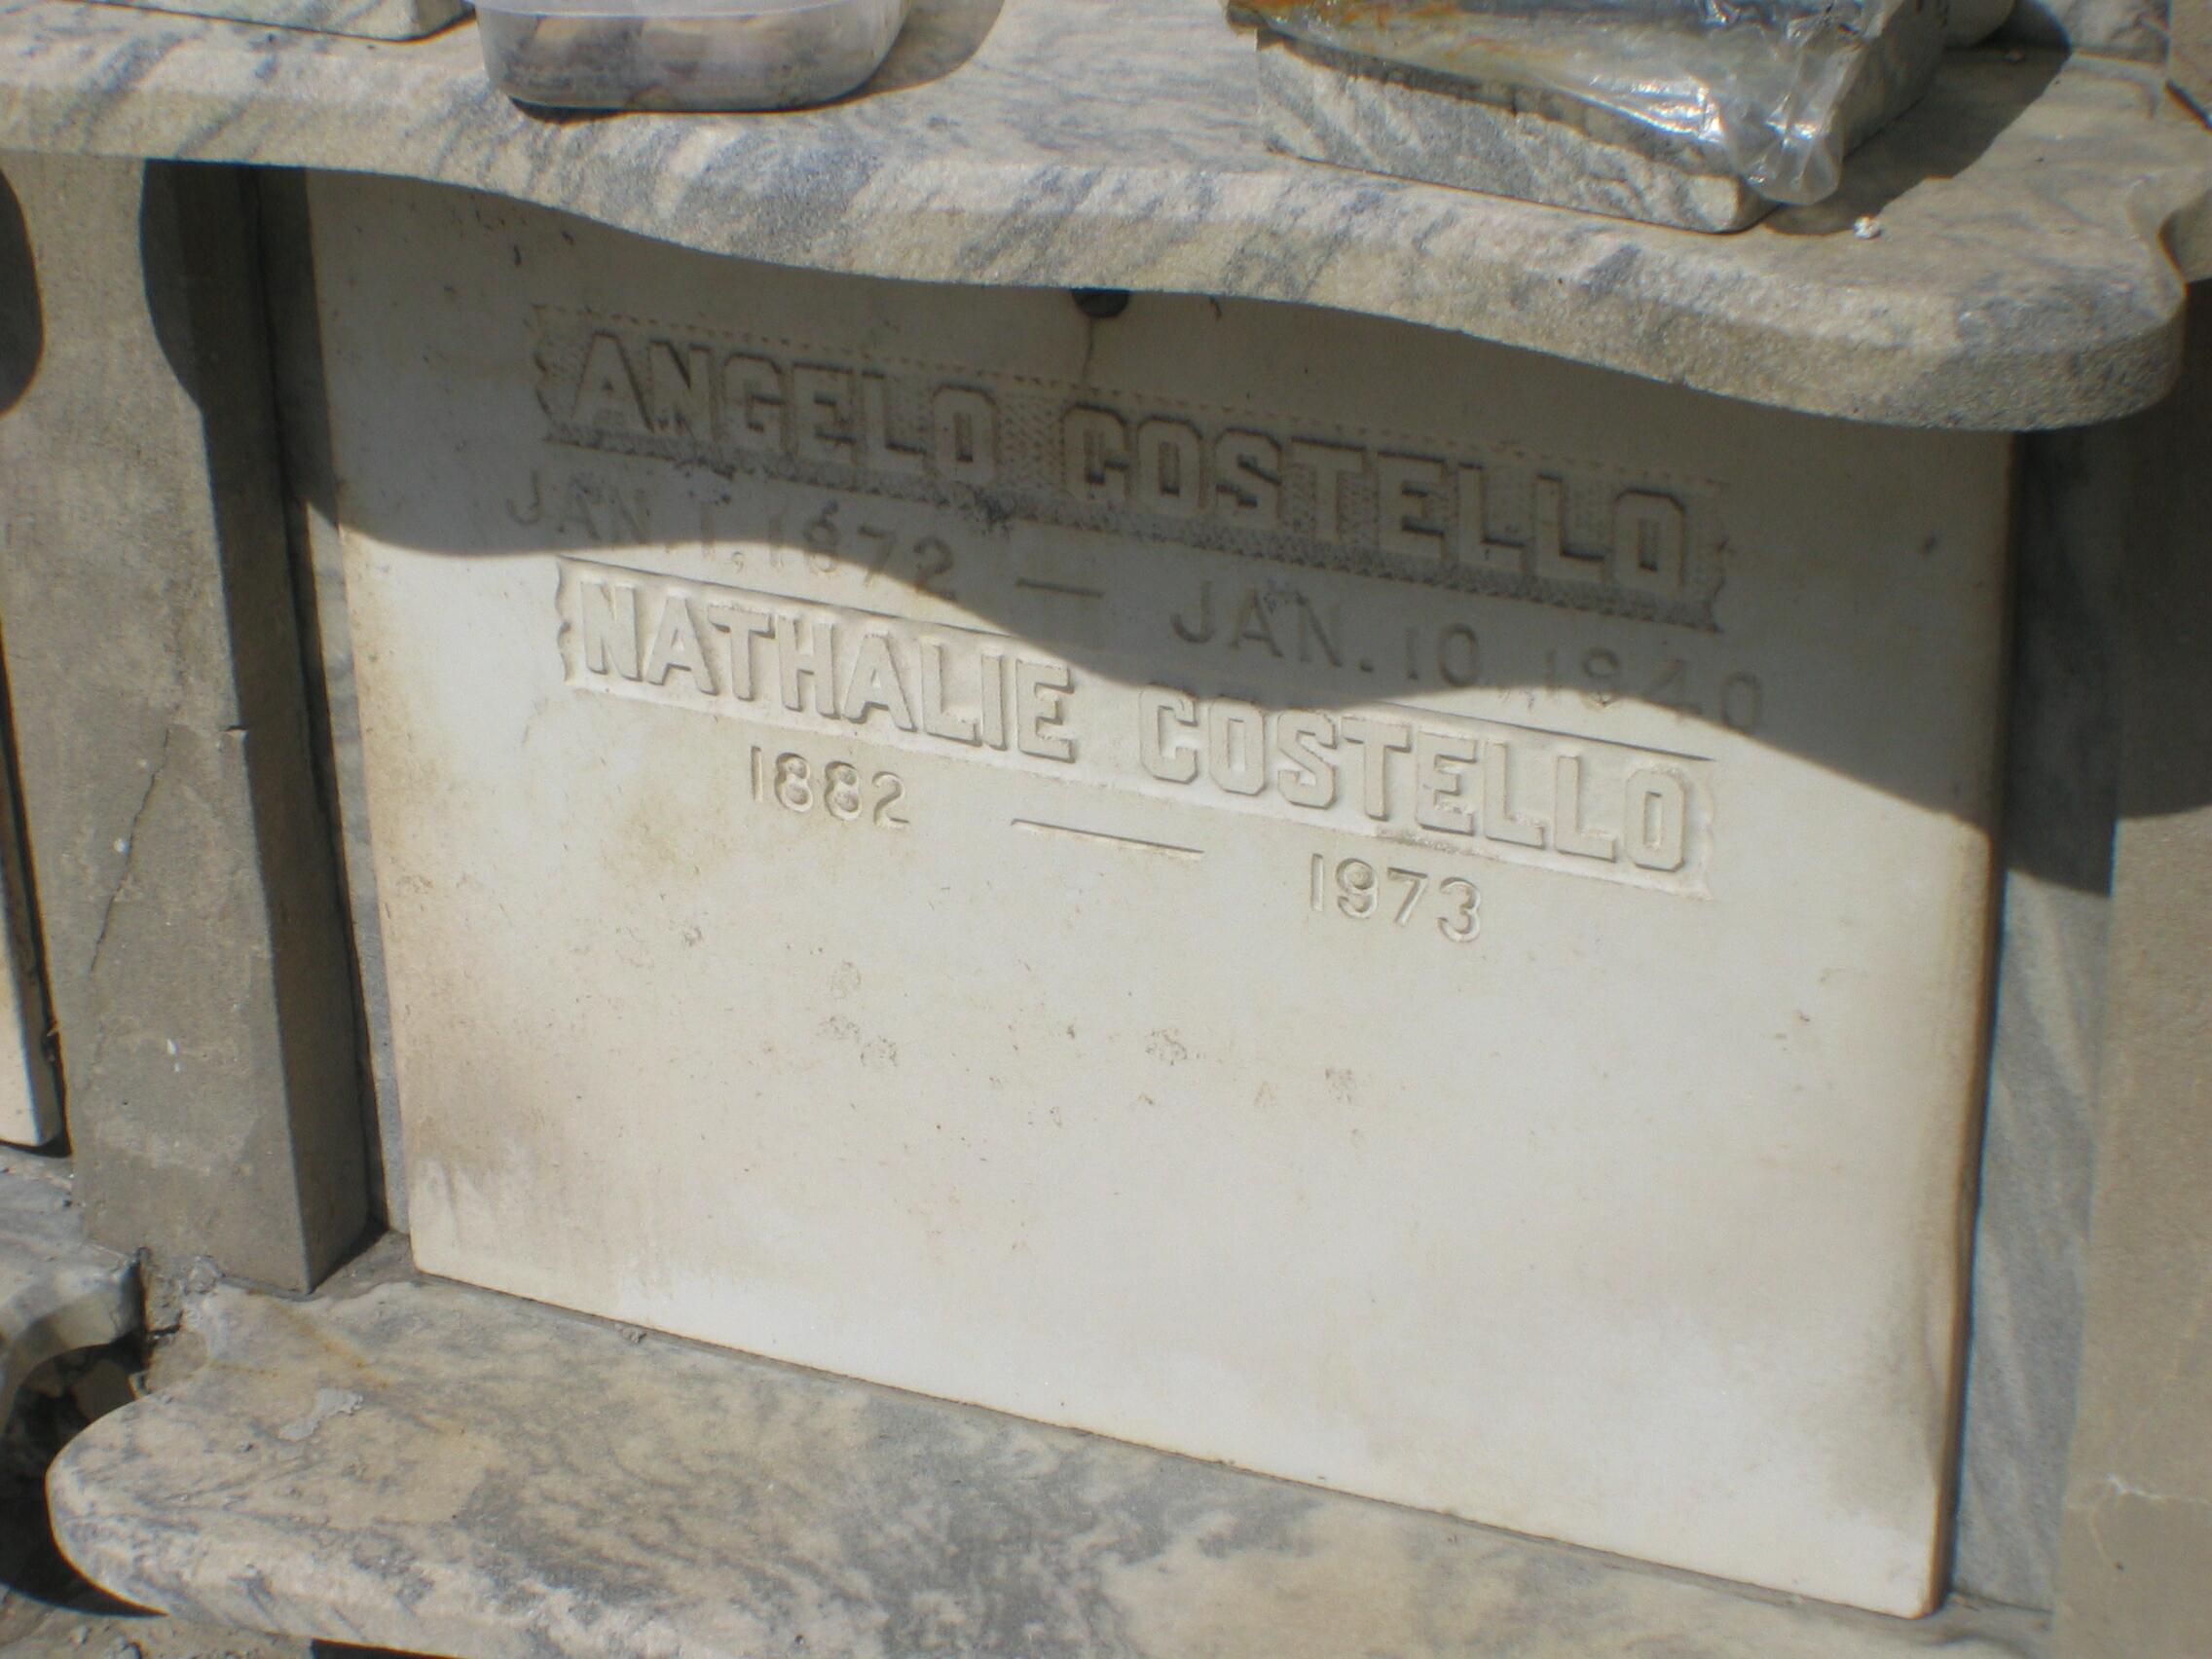 ANGELO COSTELLO
JAN. 1, 1872 — JAN. 10, 1940
NATHALIE COSTELLO
1882 — 1973